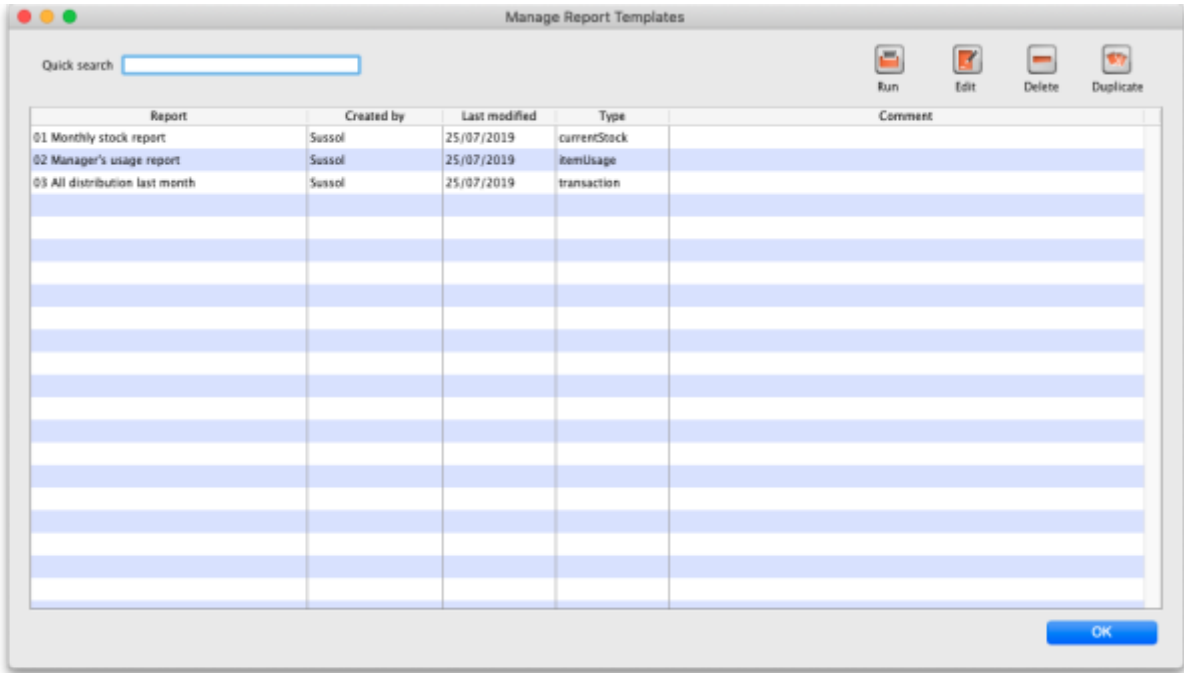 Manage Report Templates
Quick search
Run Edit Delete Duplicate
Report Created by Last modified Type Comment
01 Monthly stock report Sussol 25/07/2019 currentStock
02 Manager's usage report Sussol 25/07/2019 itemUsage
03 All distribution last month Sussol 25/07/2019 transaction
OK